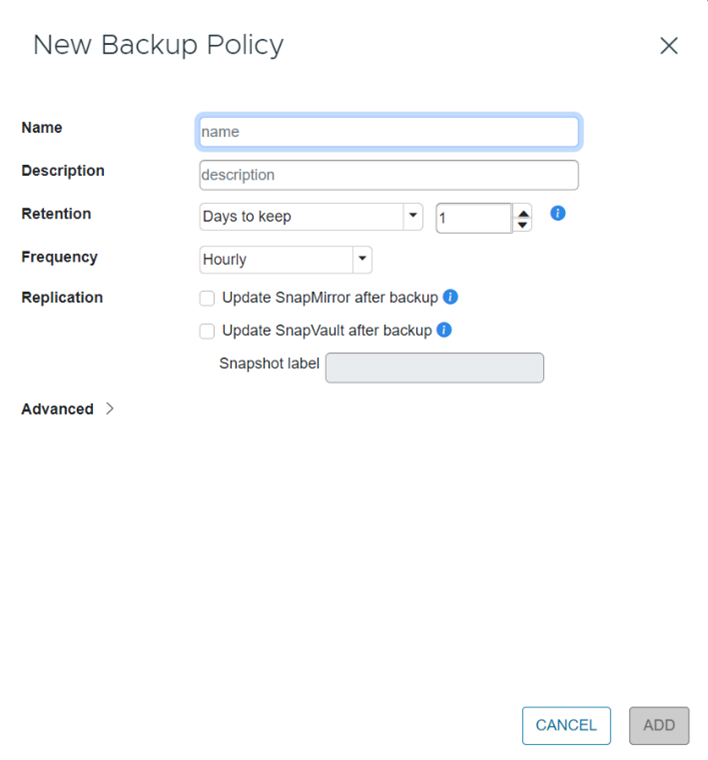 New Backup Policy
Name name
Description description
Retention Days to keep 1
Frequency Hourly
Replication Update SnapMirror after backup
Update SnapVault after backup
Snapshot label
Advanced
CANCEL ADD